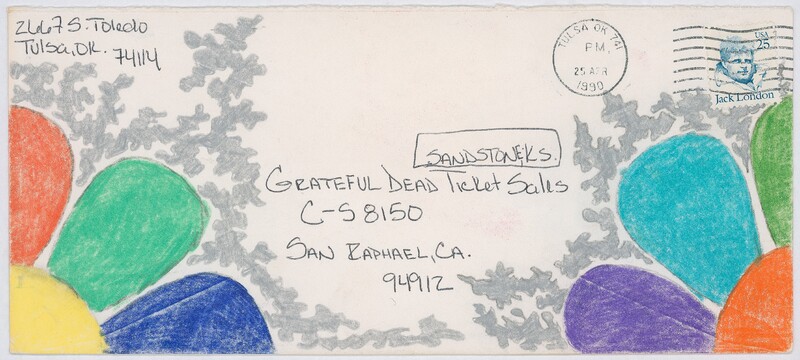 2667 S. Toledo
Tulsa, OK. 74114
TULSA OK 741
P.M.
25 APR
1990
USA
25
Jack London
SANDSTONE, KS.
GRATEFUL DEAD Ticket Sales
C-S 8150
SAN RAPHAEL, CA.
94912